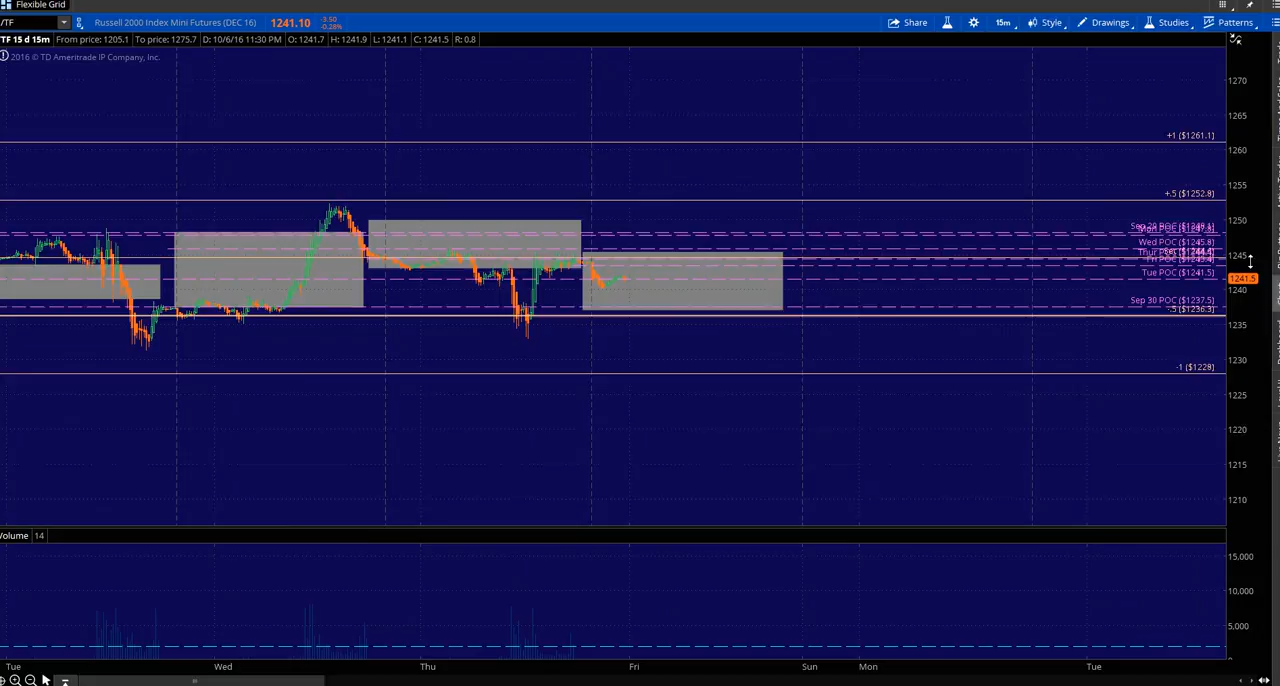 Flexible Grid
/TF Russell 2000 Index Mini Futures (DEC 16) 1241.10 -3.50 -0.28% Share 15m Style Drawings Studies Patterns
TF 15 d 15m From price: 1205.1 To price: 1275.7 D: 10/6/16 11:30 PM O: 1241.7 H: 1241.9 L: 1241.1 C: 1241.5 R: 0.8
2016 © TD Ameritrade IP Company, Inc.
1270
1265
+1 ($1261.1)
1260
1255
+.5 ($1252.8)
1250
Wed POC ($1245.8)
1245
Tue POC ($1241.5)
1241.5
1240
Sep 30 POC ($1237.5)
-.5 ($1236.3)
1235
1230
-1 ($1228)
1225
1220
1215
1210
Volume 14
15,000
10,000
5,000
Tue Wed Thu Fri Sun Mon Tue